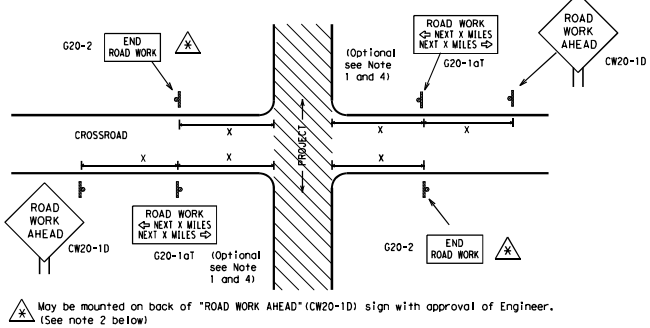 G20-2
END
ROAD WORK
*
(Optional
see Note
1 and 4)
ROAD WORK
⇦ NEXT X MILES
NEXT X MILES ⇨
G20-1aT
ROAD
WORK
AHEAD
CW20-1D
X
X
X
CROSSROAD
PROJECT
X
X
X
ROAD
WORK
AHEAD
CW20-1D
ROAD WORK
⇦ NEXT X MILES
NEXT X MILES ⇨
G20-1aT
(Optional
see Note
1 and 4)
G20-2
END
ROAD WORK
*
* May be mounted on back of "ROAD WORK AHEAD"(CW20-1D) sign with approval of Engineer.
(See note 2 below)